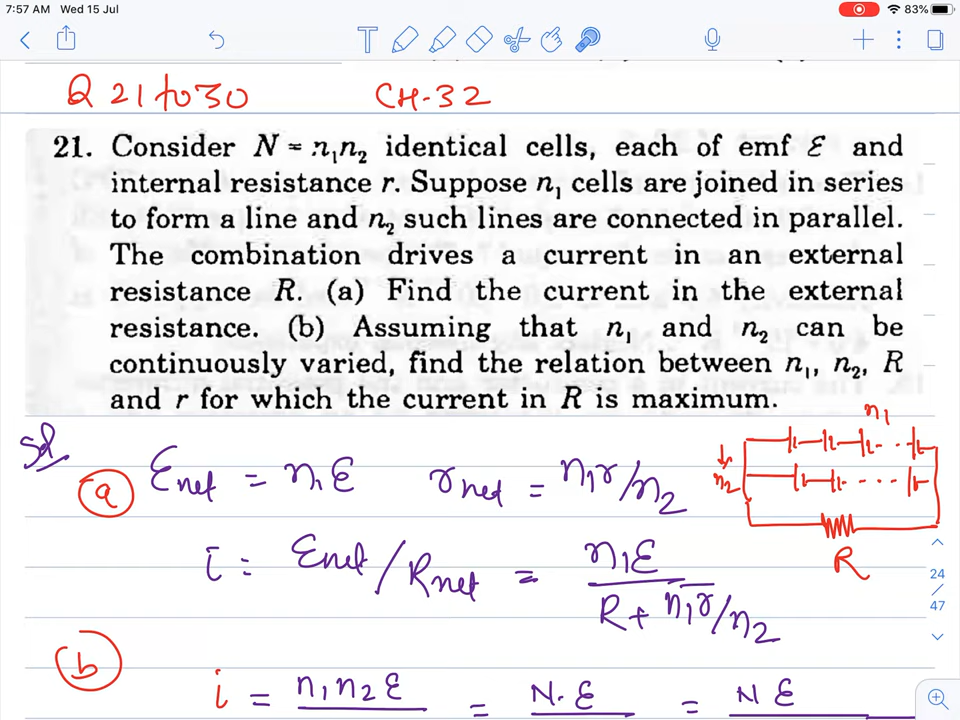 7:57 AM Wed 15 Jul 83%
Q 21 to 30 CH-32
21. Consider N = n₁n₂ identical cells, each of emf ℰ and
internal resistance r. Suppose n₁ cells are joined in series
to form a line and n₂ such lines are connected in parallel.
The combination drives a current in an external
resistance R. (a) Find the current in the external
resistance. (b) Assuming that n₁ and n₂ can be
continuously varied, find the relation between n₁, n₂, R
and r for which the current in R is maximum.
n₁
n₂
R
Sol
(a) ℰnet = n₁ℰ rnet = n₁r/n₂
i = ℰnet/Rnet = n₁ℰ / R + n₁r/n₂
24
/
47
(b) i = n₁n₂ℰ = N.ℰ = Nℰ